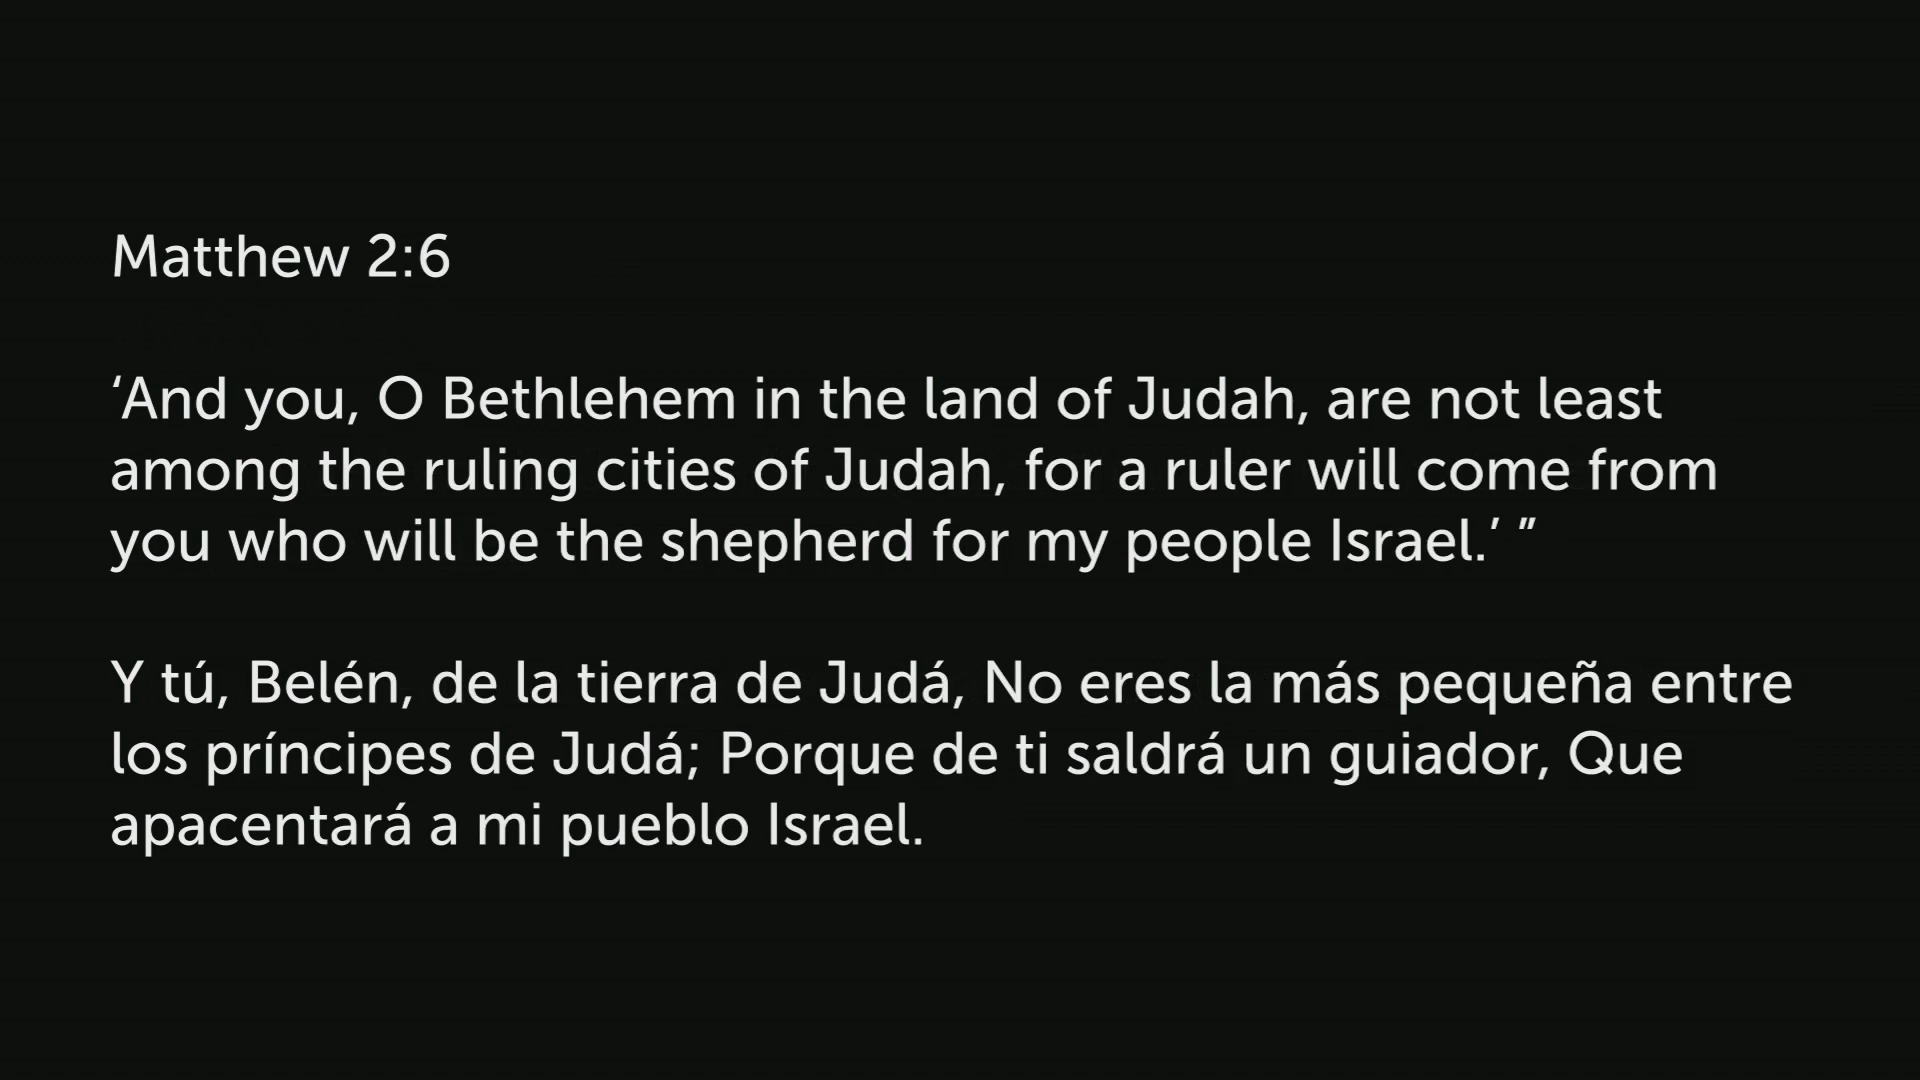 Matthew 2:6
‘And you, O Bethlehem in the land of Judah, are not least
among the ruling cities of Judah, for a ruler will come from
you who will be the shepherd for my people Israel.’ ”
Y tú, Belén, de la tierra de Judá, No eres la más pequeña entre
los príncipes de Judá; Porque de ti saldrá un guiador, Que
apacentará a mi pueblo Israel.